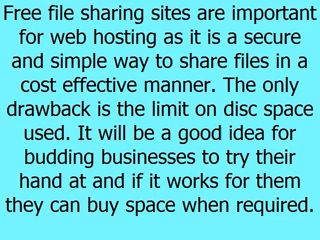 Free file sharing sites are important
for web hosting as it is a secure
and simple way to share files in a
cost effective manner. The only
drawback is the limit on disc space
used. It will be a good idea for
budding businesses to try their
hand at and if it works for them
they can buy space when required.